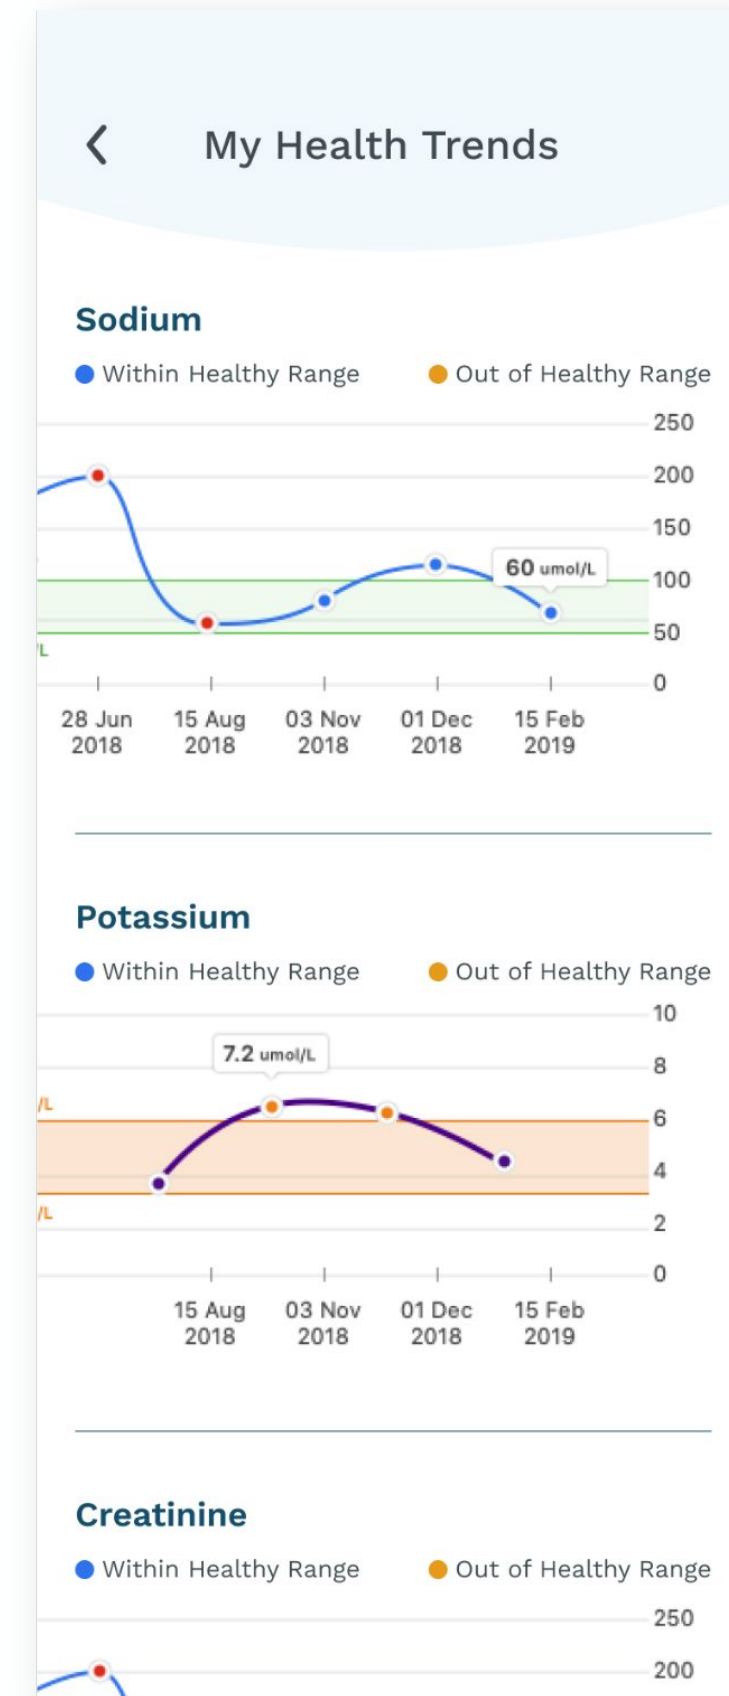 My Health Trends
Sodium
Within Healthy Range Out of Healthy Range
250
200
150
60 umol/L
100
50
/L
0
28 Jun 15 Aug 03 Nov 01 Dec 15 Feb
2018 2018 2018 2018 2019
Potassium
Within Healthy Range Out of Healthy Range
10
7.2 umol/L
8
/L
6
4
/L
2
0
15 Aug 03 Nov 01 Dec 15 Feb
2018 2018 2018 2019
Creatinine
Within Healthy Range Out of Healthy Range
250
200